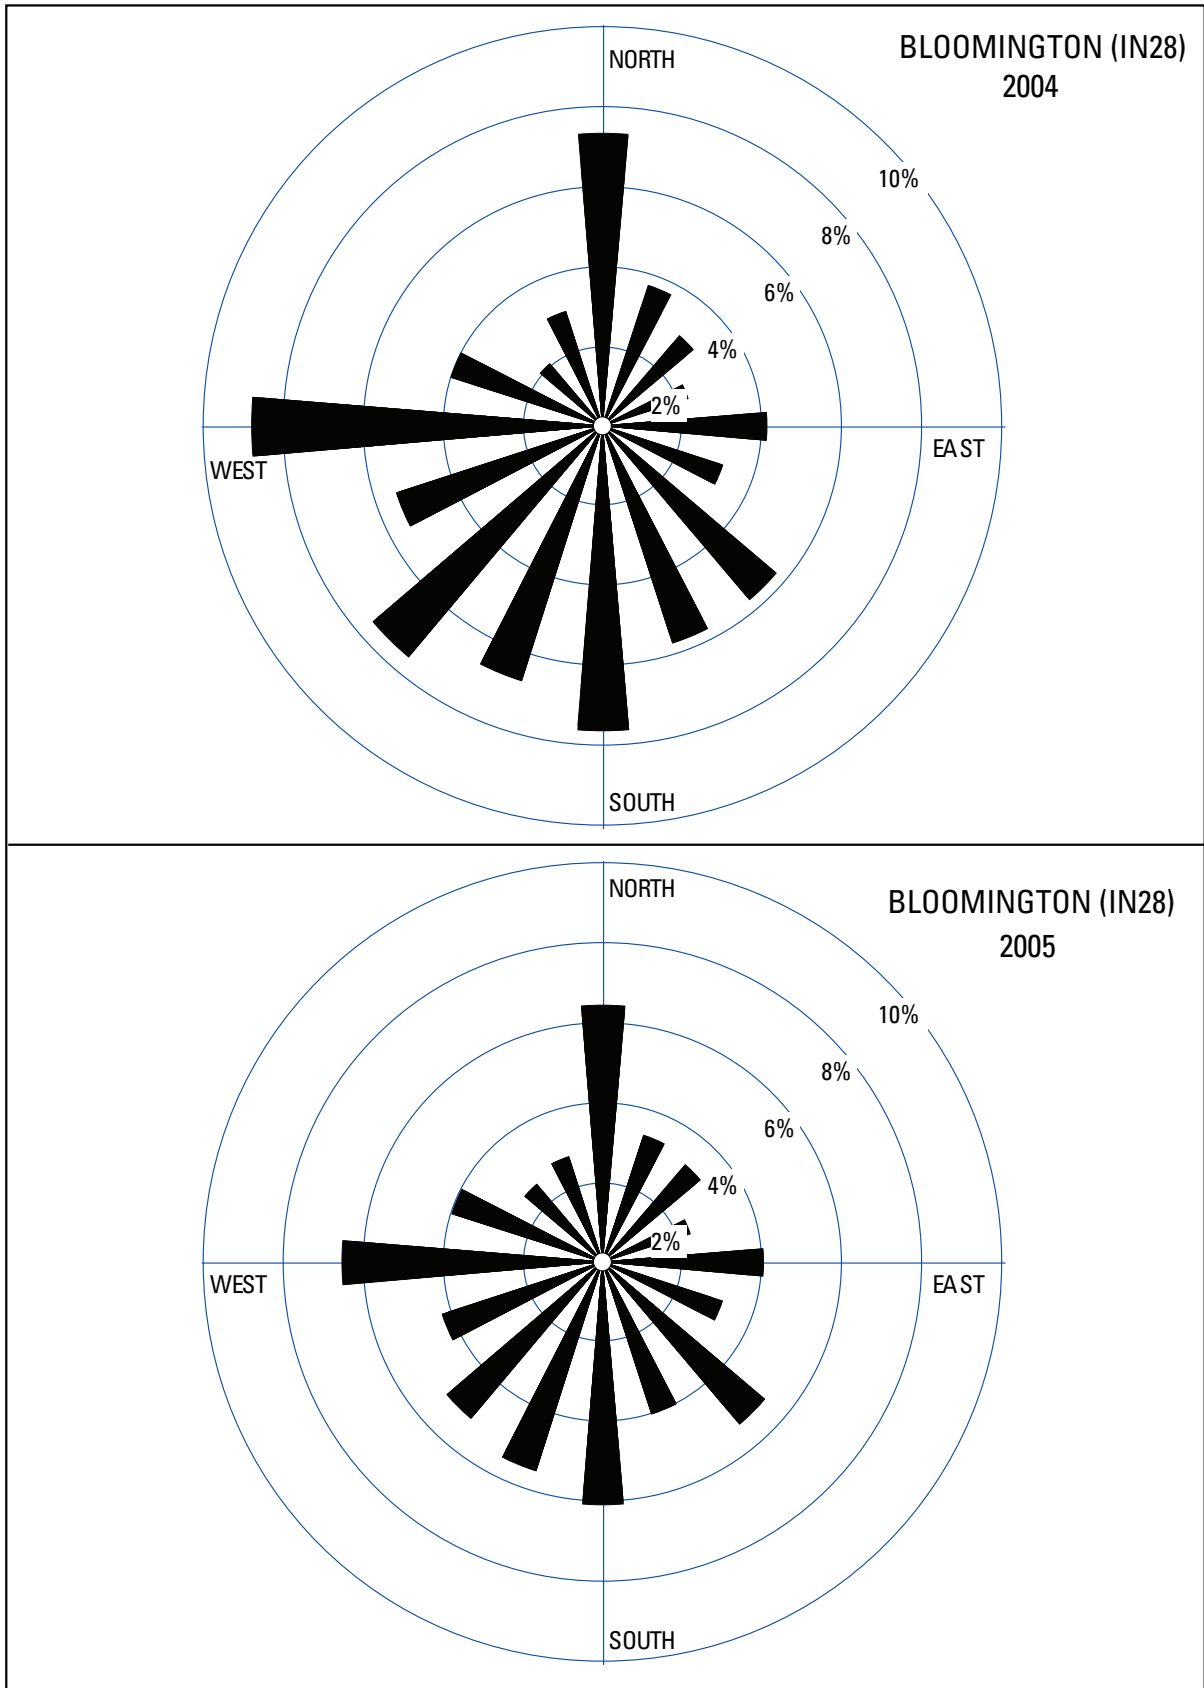 BLOOMINGTON (IN28)
2004
NORTH
10%
8%
6%
4%
2%
EAST
WEST
SOUTH
BLOOMINGTON (IN28)
2005
NORTH
10%
8%
6%
4%
2%
WEST
EAST
SOUTH